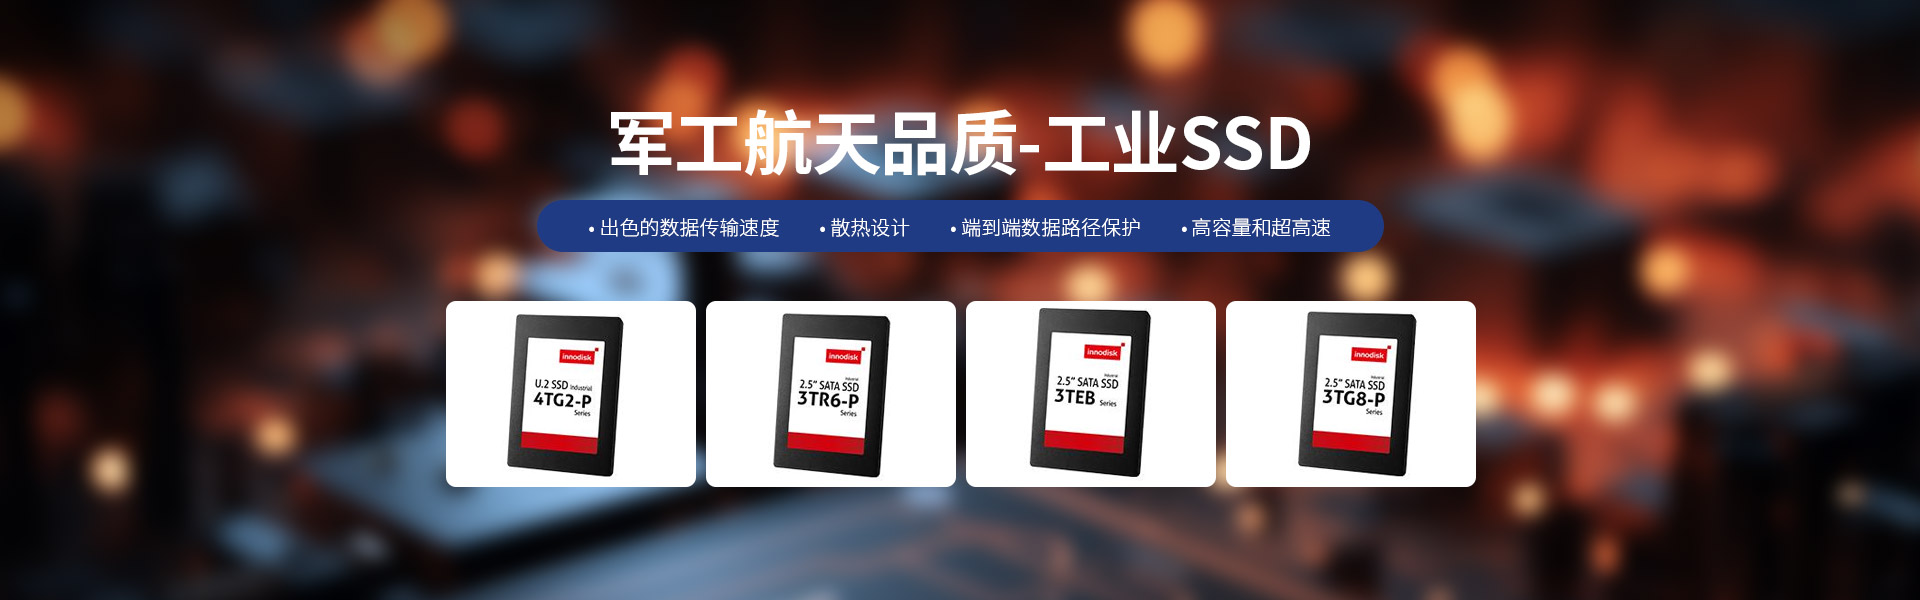 军工航天品质-工业SSD
• 出色的数据传输速度 • 散热设计 • 端到端数据路径保护 • 高容量和超高速
innodisk
U.2 SSD Industrial
4TG2-P
Series
innodisk
Industrial
2.5” SATA SSD
3TR6-P
Series
innodisk
Industrial
2.5” SATA SSD
3TEB Series
innodisk
Industrial
2.5” SATA SSD
3TG8-P
Series